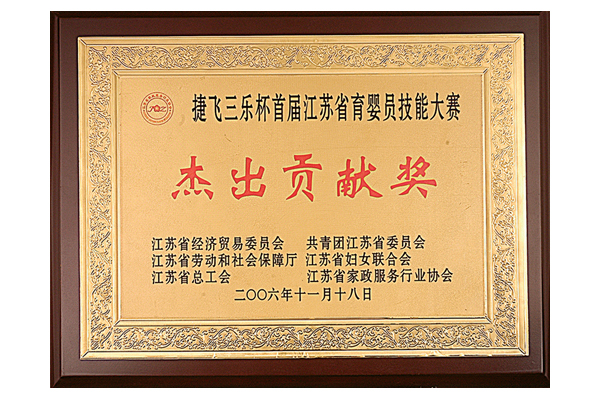 捷飞三乐杯首届江苏省育婴员技能大赛
杰出贡献奖
江苏省经济贸易委员会 共青团江苏省委员会
江苏省劳动和社会保障厅 江苏省妇女联合会
江苏省总工会 江苏省家政服务行业协会
二〇〇六年十一月十八日